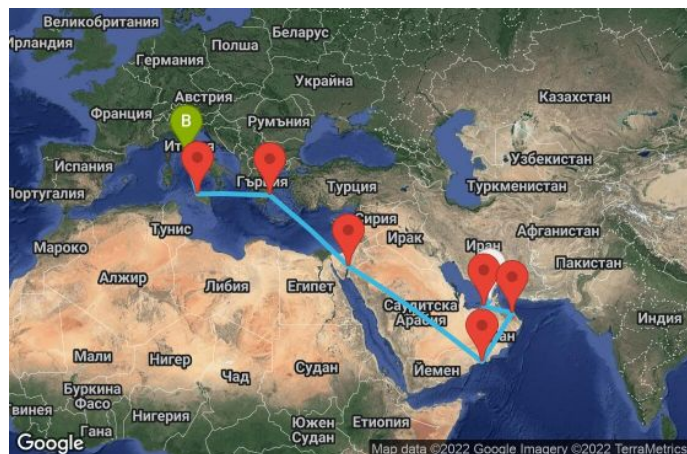 Великобритания
Беларус
Ирландия
Полша
Германия
Украйна
Казахстан
Австрия
Франция
Румъния
B
Узбекистан
Испания
Гърция
Турция
Туркменистан
Португалия
Сирия
Тунис
Афганистан
Мароко
Ирак
Иран
Пакистан
Алжир
Либия
Египет
Саудитска
Арабия
Индия
Мали
Нигер
Чад
Судан
Йемен
Буркина
Фасо
Нигерия
Гана
Южен
Судан
Етиопия
Google
Map data ©2022 Google Imagery ©2022 TerraMetrics